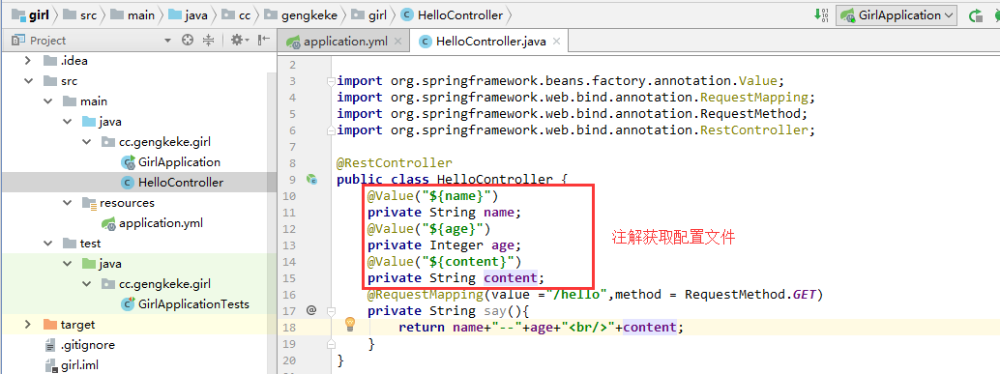 girl src main java cc gengkeke girl HelloController GirlApplication
Project application.yml HelloController.java
.idea
src
main
java
cc.gengkeke.girl
GirlApplication
HelloController
resources
application.yml
test
java
cc.gengkeke.girl
GirlApplicationTests
target
.gitignore
girl.iml
2
3 import org.springframework.beans.factory.annotation.Value;
4 import org.springframework.web.bind.annotation.RequestMapping;
5 import org.springframework.web.bind.annotation.RequestMethod;
6 import org.springframework.web.bind.annotation.RestController;
7
8 @RestController
9 public class HelloController {
10 @Value("${name}")
11 private String name;
12 @Value("${age}")
13 private Integer age;
14 @Value("${content}")
15 private String content;
16 @RequestMapping(value ="/hello",method = RequestMethod.GET)
17 private String say(){
18 return name+"--"+age+"<br/>"+content;
19 }
20 }
注解获取配置文件